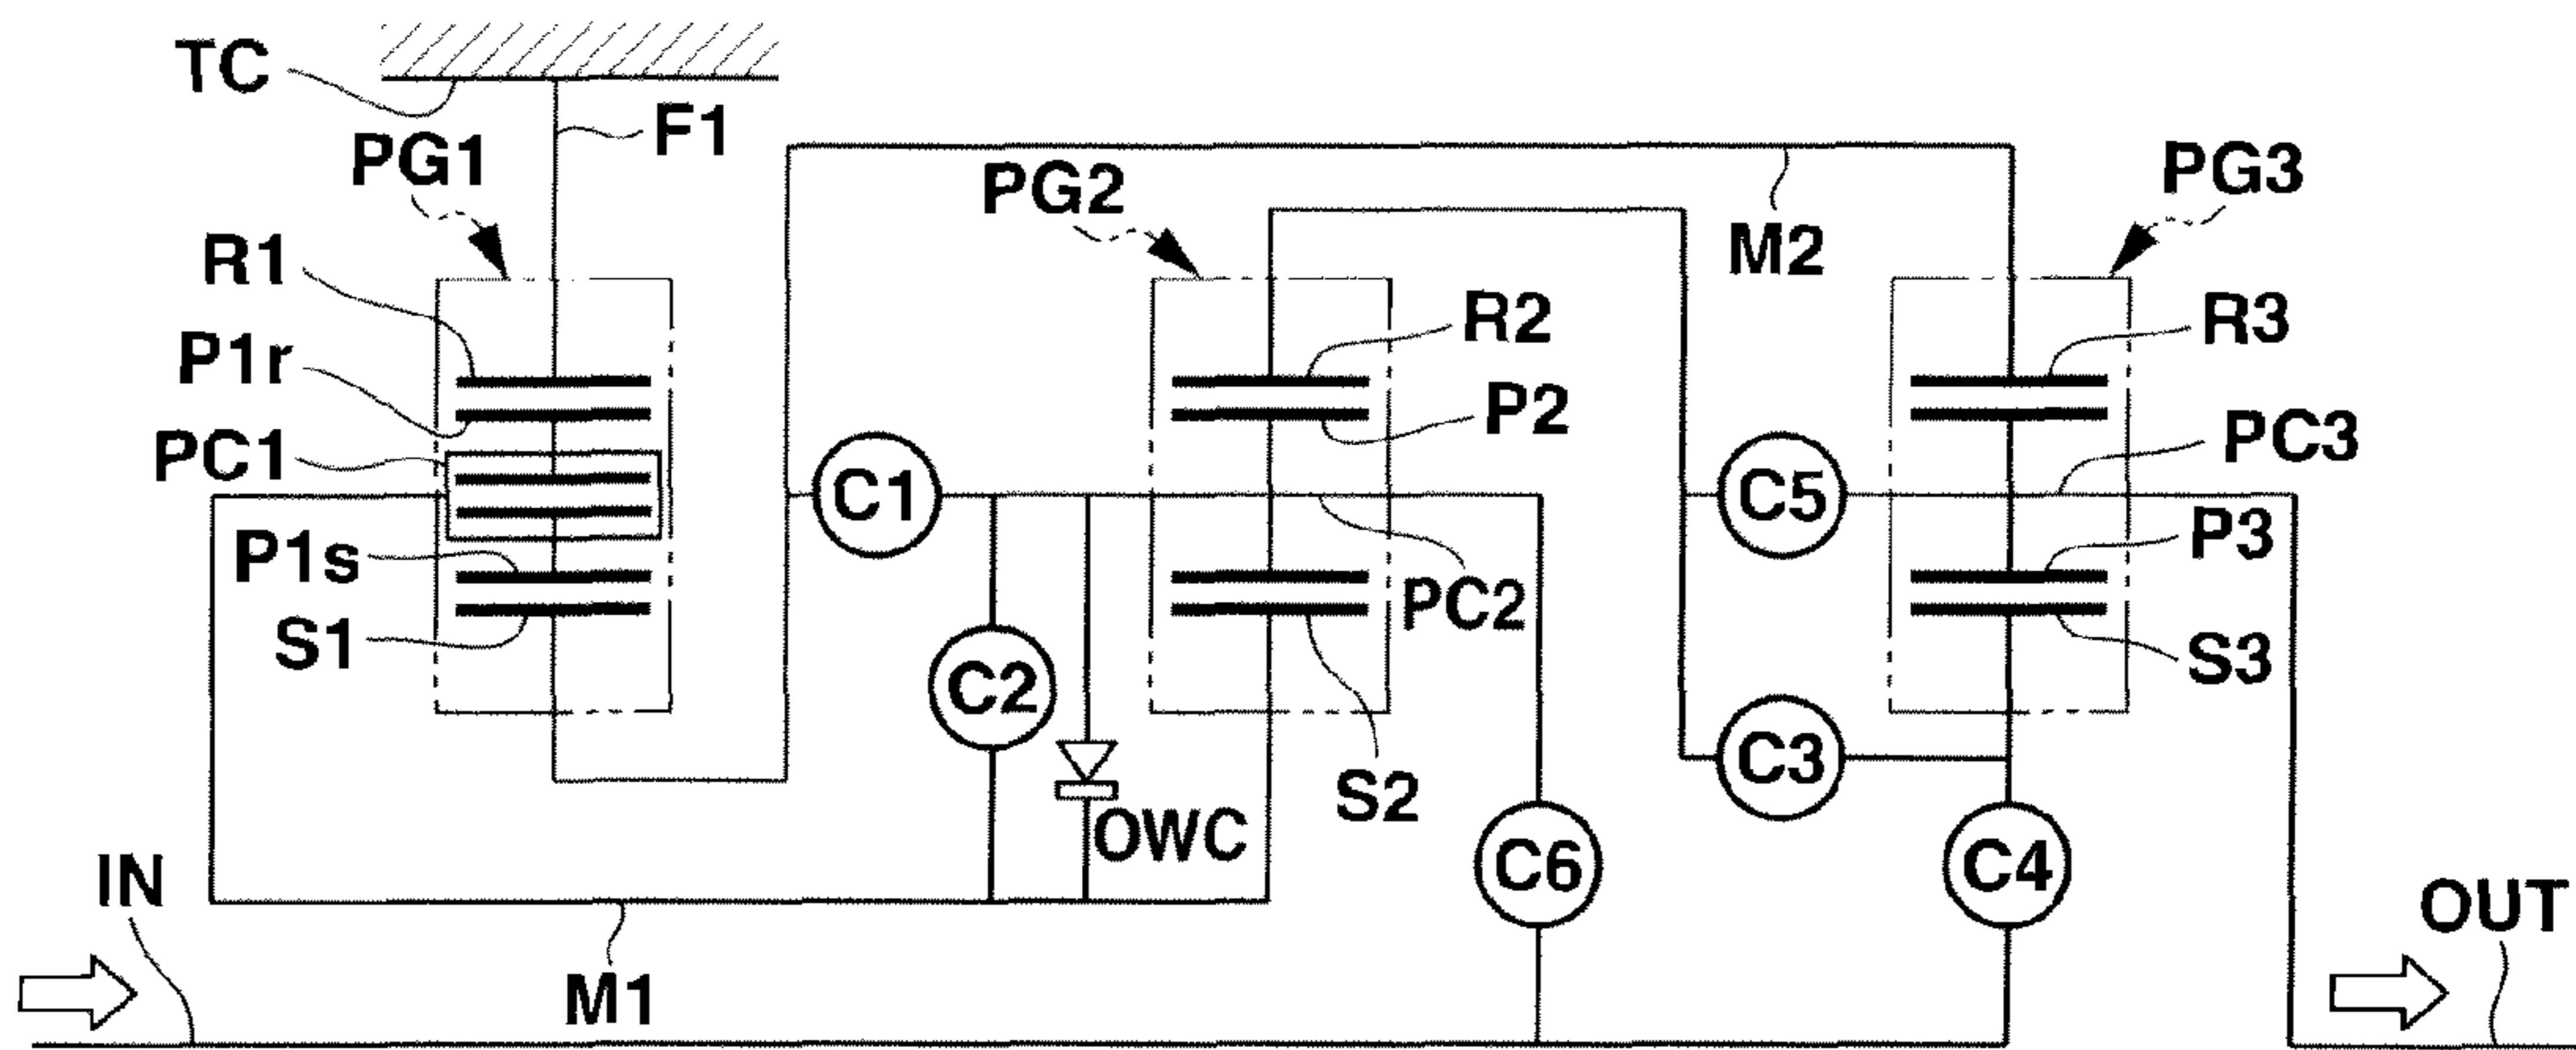 TC
F1
PG1
PG2
PG3
M2
R1
R2
R3
P1r
P2
PC1
PC3
C1
C5
P1s
P3
PC2
S1
C2
S3
C3
S2
OWC
C6
C4
IN
OUT
M1